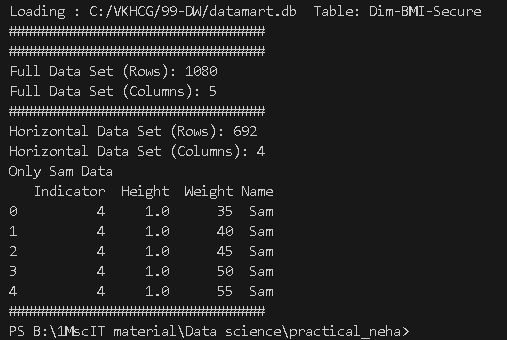 Loading : C:/VKHCG/99-DW/datamart.db  Table: Dim-BMI-Secure
################################
################################
Full Data Set (Rows): 1080
Full Data Set (Columns): 5
################################
Horizontal Data Set (Rows): 692
Horizontal Data Set (Columns): 4
Only Sam Data
   Indicator  Height  Weight Name
0          4     1.0      35  Sam
1          4     1.0      40  Sam
2          4     1.0      45  Sam
3          4     1.0      50  Sam
4          4     1.0      55  Sam
################################
PS B:\1MscIT material\Data science\practical_neha>